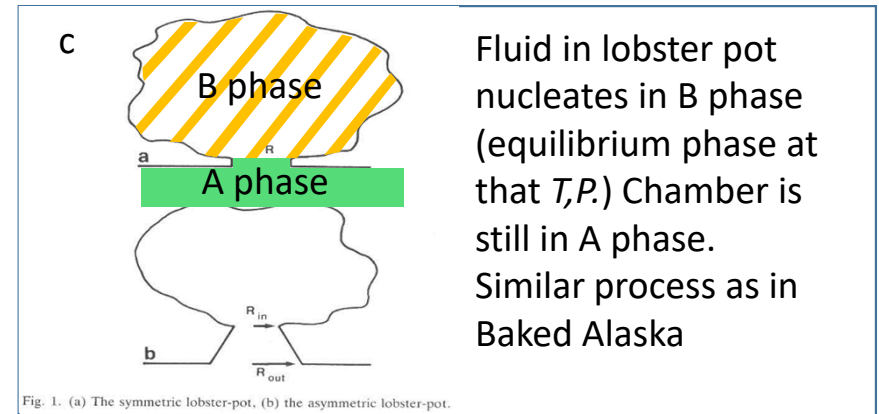 c
B phase
R
a
A phase
R in
b
R out
Fig. 1. (a) The symmetric lobster-pot, (b) the asymmetric lobster-pot.
Fluid in lobster pot
nucleates in B phase
(equilibrium phase at
that T,P.) Chamber is
still in A phase.
Similar process as in
Baked Alaska